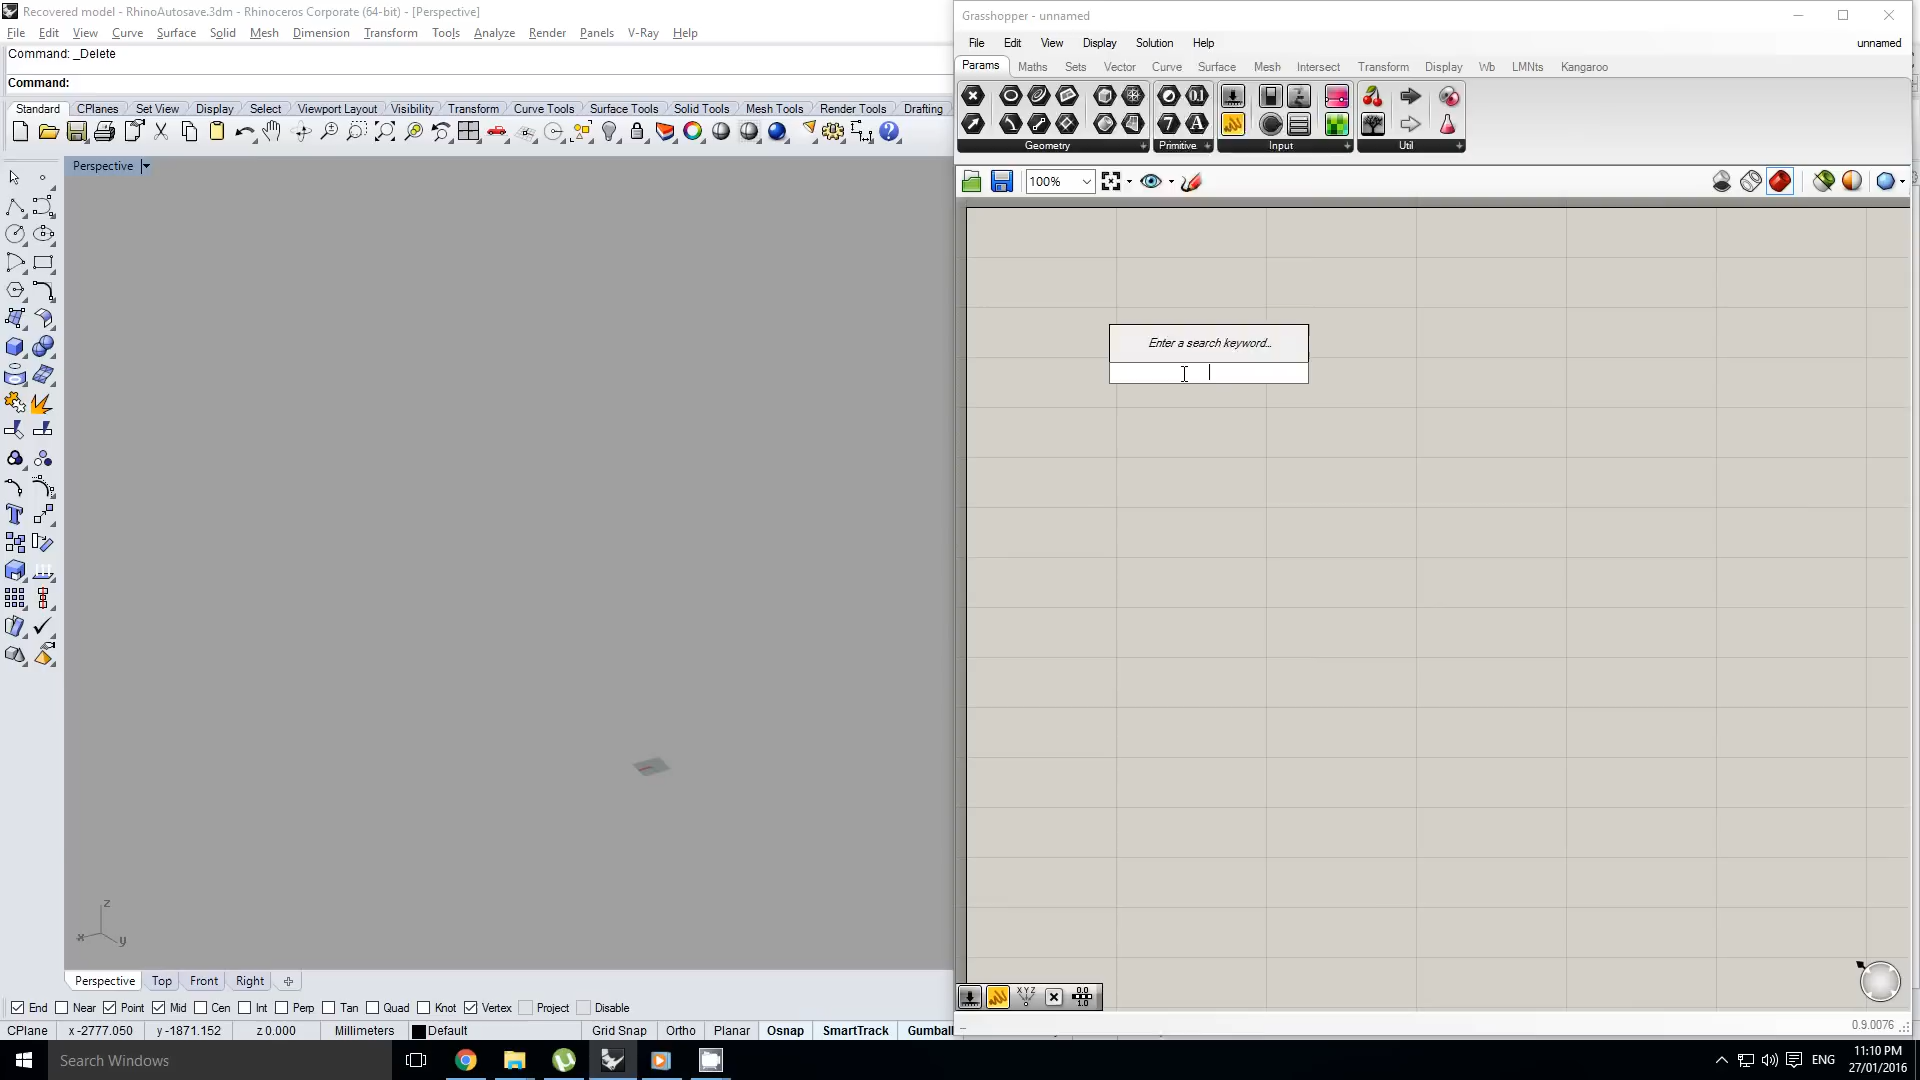 Recovered model - RhinoAutosave.3dm - Rhinoceros Corporate (64-bit) - [Perspective]
File Edit View Curve Surface Solid Mesh Dimension Transform Tools Analyze Render Panels V-Ray Help
Command: _Delete
Command:
Standard CPlanes Set View Display Select Viewport Layout Visibility Transform Curve Tools Surface Tools Solid Tools Mesh Tools Render Tools Drafting
Perspective
z
x y
Perspective Top Front Right
End Near Point Mid Cen Int Perp Tan Quad Knot Vertex Project Disable
CPlane x -2777.050 y -1871.152 z 0.000 Millimeters Default Grid Snap Ortho Planar Osnap SmartTrack Gumball
Grasshopper - unnamed
File Edit View Display Solution Help unnamed
Params Maths Sets Vector Curve Surface Mesh Intersect Transform Display Wb LMNts Kangaroo
Geometry Primitive Input Util
100%
Enter a search keyword...
X Y Z 0.0 1.0
0.9.0076
Search Windows
ENG
11:10 PM
27/01/2016